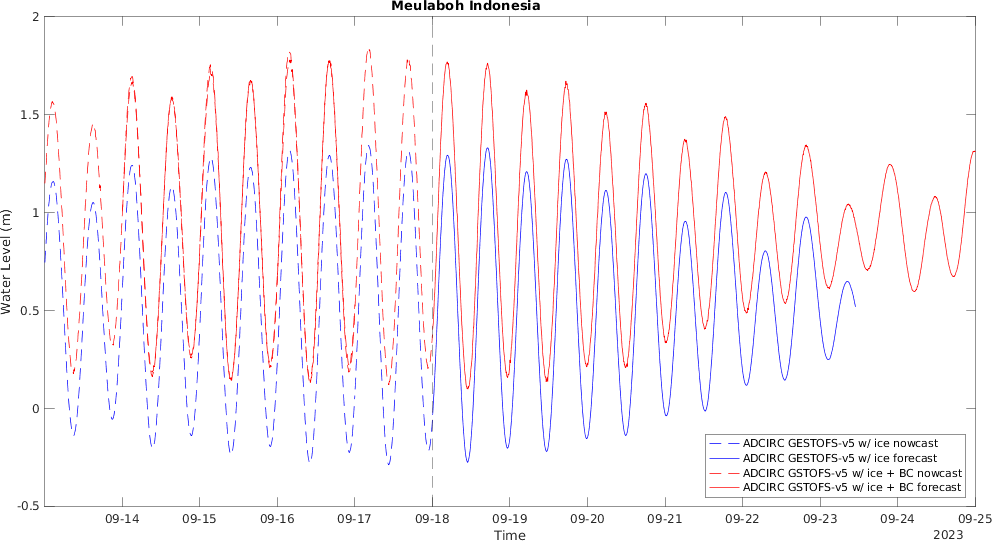 Meulaboh Indonesia
2
1.5
1
0.5
0
-0.5
Water Level (m)
ADCIRC GESTOFS-v5 w/ ice nowcast
ADCIRC GESTOFS-v5 w/ ice forecast
ADCIRC GSTOFS-v5 w/ ice + BC nowcast
ADCIRC GSTOFS-v5 w/ ice + BC forecast
09-14 09-15 09-16 09-17 09-18 09-19 09-20 09-21 09-22 09-23 09-24 09-25
Time
2023